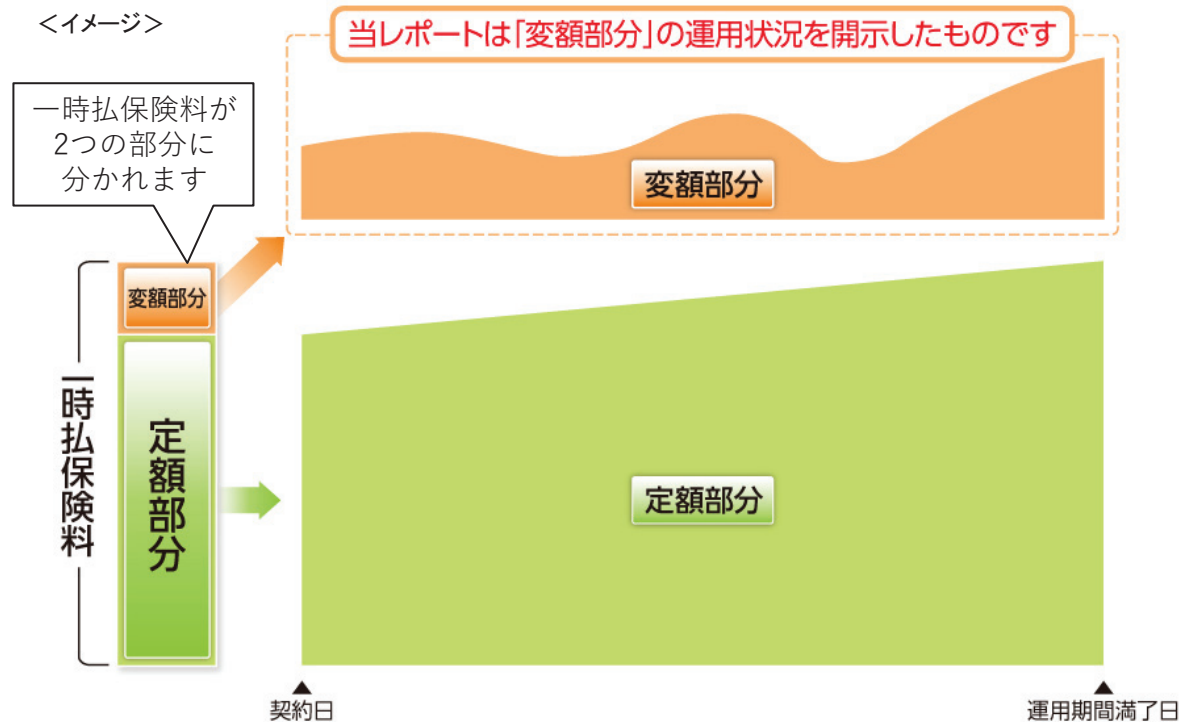 <イメージ>
当レポートは「変額部分」の運用状況を開示したものです
一時払保険料が
2つの部分に
分かれます
変額部分
変額部分
一時払保険料
定額部分
定額部分
▲
契約日
▲
運用期間満了日